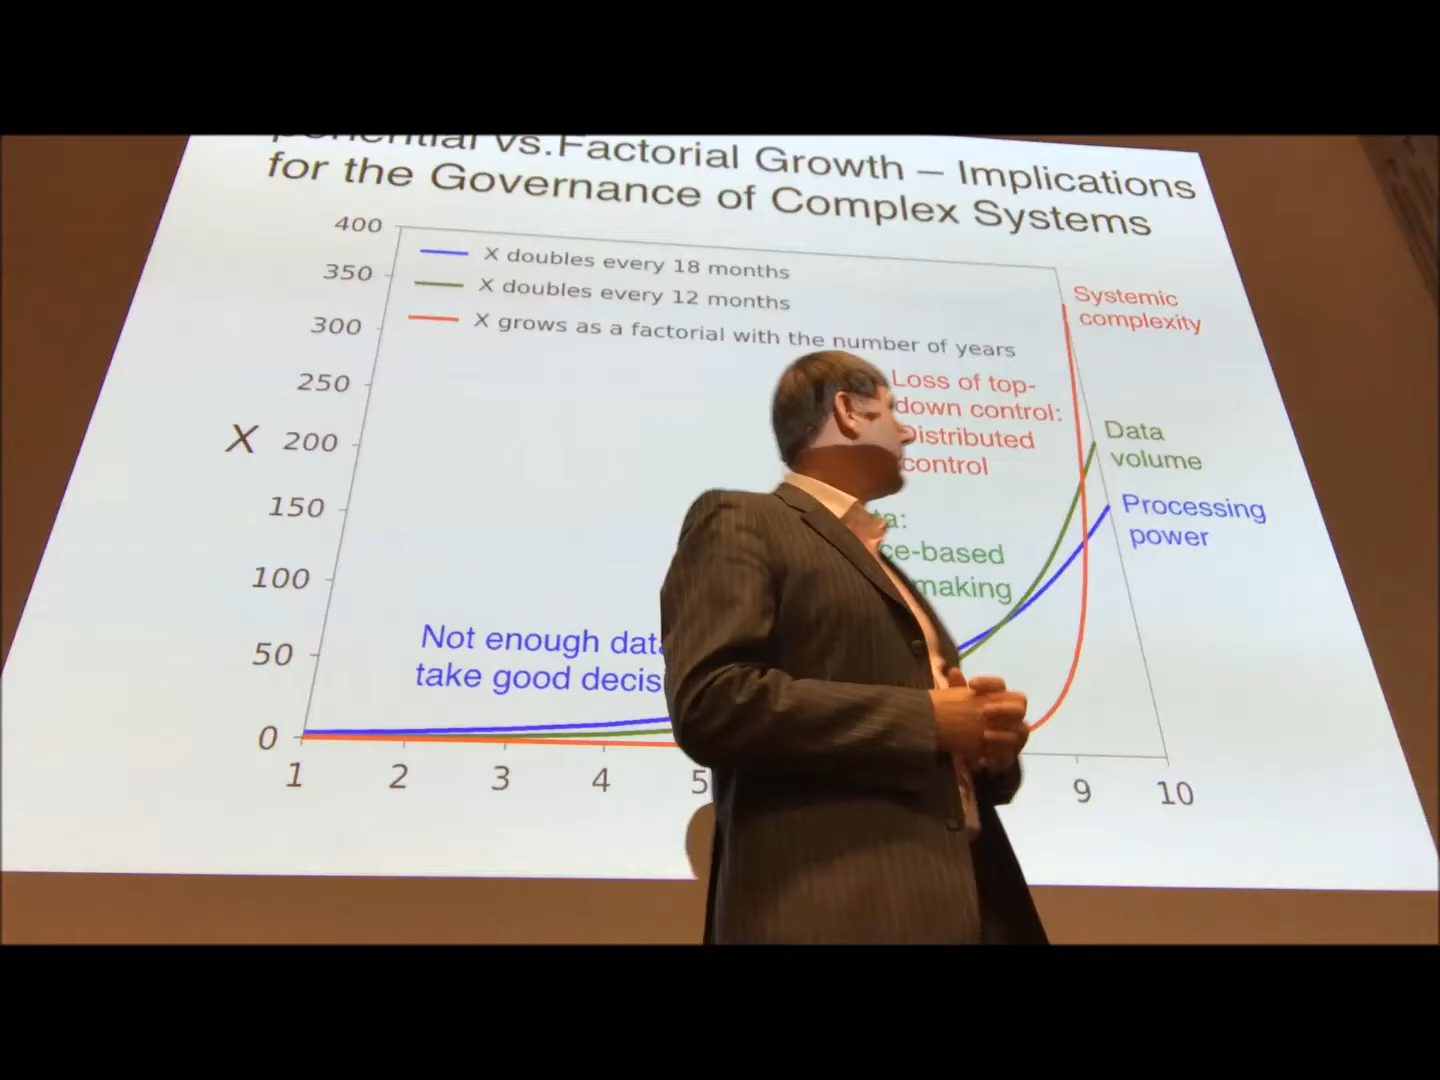 vs.Factorial Growth – Implications
for the Governance of Complex Systems
400
350
300
250
200
150
100
50
0
X
X doubles every 18 months
X doubles every 12 months
X grows as a factorial with the number of years
Systemic
complexity
Loss of top-
down control:
Distributed
control
Data
volume
Processing
power
ta:
ce-based
making
Not enough data
take good decis
1 2 3 4 5 9 10